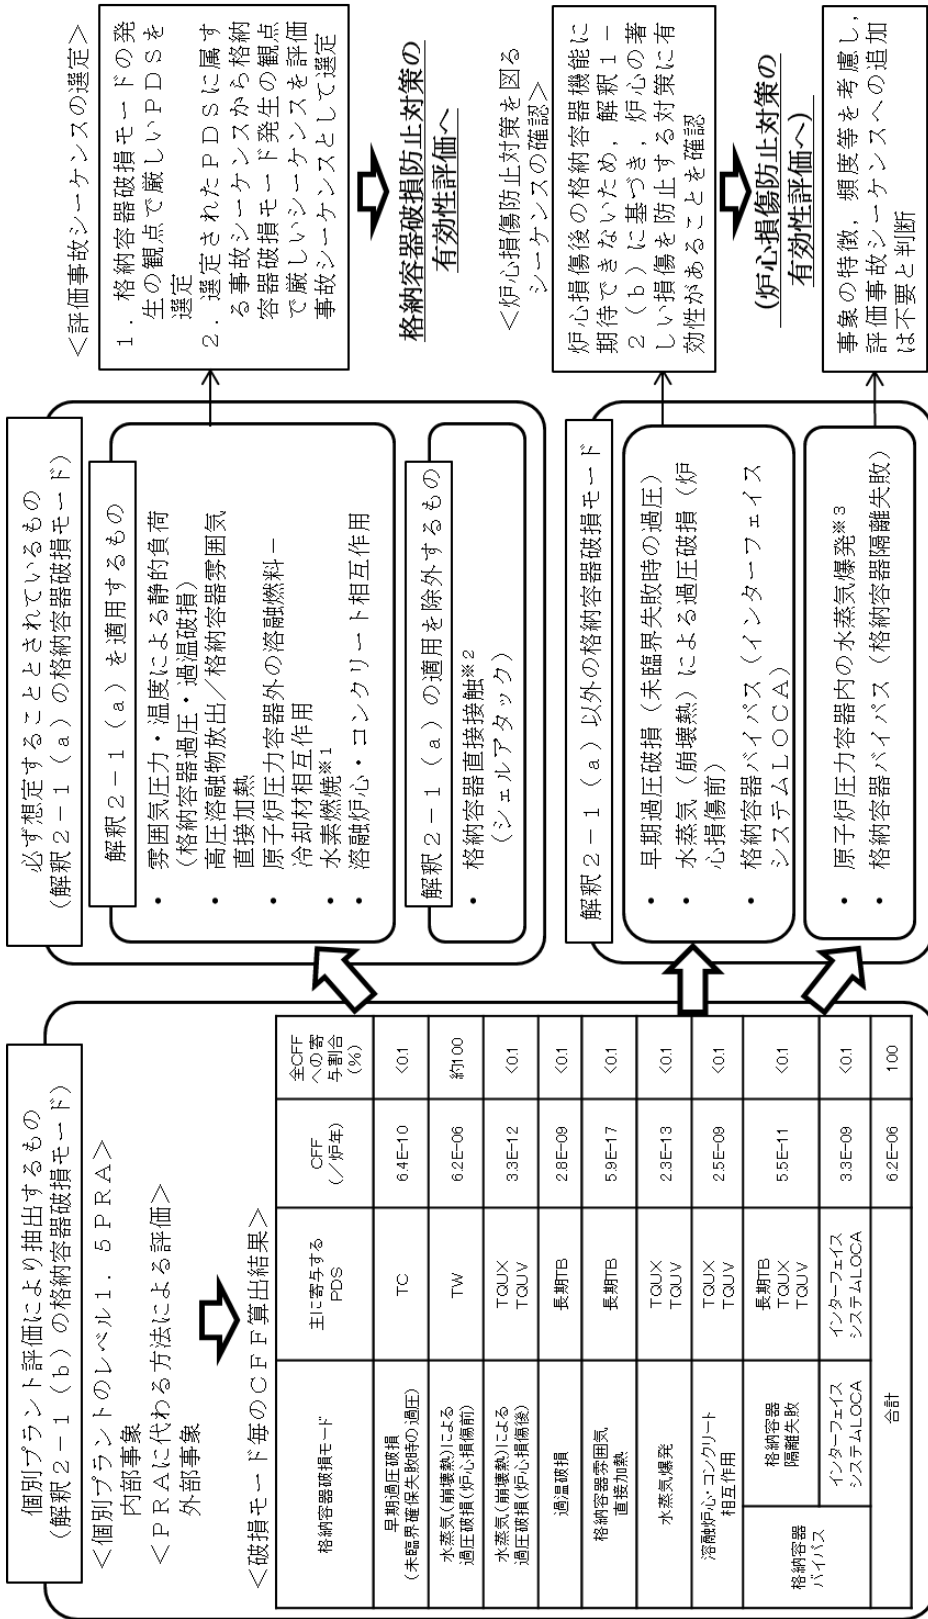 個別プラント評価により抽出するもの
(解釈2-1(b)の格納容器破損モード)
<個別プラントのレベル1.5PRA>
内部事象
<PRAに代わる方法による評価>
外部事象
<破損モード毎のCFF算出結果>
格納容器破損モード 主に寄与する PDS CFF (/炉年) 全CFF への寄 与割合 (%)
早期過圧破損
(未臨界確保失敗時の過圧) TC 6.4E-10 <0.1
水蒸気(崩壊熱)による
過圧破損(炉心損傷前) TW 6.2E-06 約100
水蒸気(崩壊熱)による
過圧破損(炉心損傷後) TQUX TQUV 3.3E-12 <0.1
過温破損 長期TB 2.8E-09 <0.1
格納容器雰囲気
直接加熱 長期TB 5.9E-17 <0.1
水蒸気爆発 TQUX TQUV 2.3E-13 <0.1
溶融炉心・コンクリート
相互作用 TQUX TQUV 2.5E-09 <0.1
格納容器
バイパス
格納容器
隔離失敗 長期TB TQUX TQUV 5.5E-11 <0.1
インターフェイス
システムLOCA インターフェイス システムLOCA 3.3E-09 <0.1
合計 6.2E-06 100
必ず想定することとされているもの
(解釈2-1(a)の格納容器破損モード)
解釈2-1(a)を適用するもの
・ 雰囲気圧力・温度による静的負荷
(格納容器過圧・過温破損)
・ 高圧溶融物放出/格納容器雰囲気
直接加熱
・ 原子炉圧力容器外の溶融燃料-
冷却材相互作用
・ 水素燃焼※1
・ 溶融炉心・コンクリート相互作用
解釈2-1(a)の適用を除外するもの
・ 格納容器直接接触※2
(シェルアタック)
解釈2-1(a)以外の格納容器破損モード
・ 早期過圧破損(未臨界失敗時の過圧)
・ 水蒸気(崩壊熱)による過圧破損(炉
心損傷前)
・ 格納容器バイパス(インターフェイス
システムLOCA)
・ 原子炉圧力容器内の水蒸気爆発※3
・ 格納容器バイパス(格納容器隔離失敗)
<評価事故シーケンスの選定>
1.格納容器破損モードの発
生の観点で厳しいPDSを
選定
2.選定されたPDSに属す
る事故シーケンスから格納
容器破損モード発生の観点
で厳しいシーケンスを評価
事故シーケンスとして選定
格納容器破損防止対策の
有効性評価へ
<炉心損傷防止対策を図る
シーケンスの確認>
炉心損傷後の格納容器機能に
期待できないため,解釈1-
2(b)に基づき,炉心の著
しい損傷を防止する対策に有
効性があることを確認
(炉心損傷防止対策の
有効性評価へ)
事象の特徴,頻度等を考慮し,
評価事故シーケンスへの追加
は不要と判断